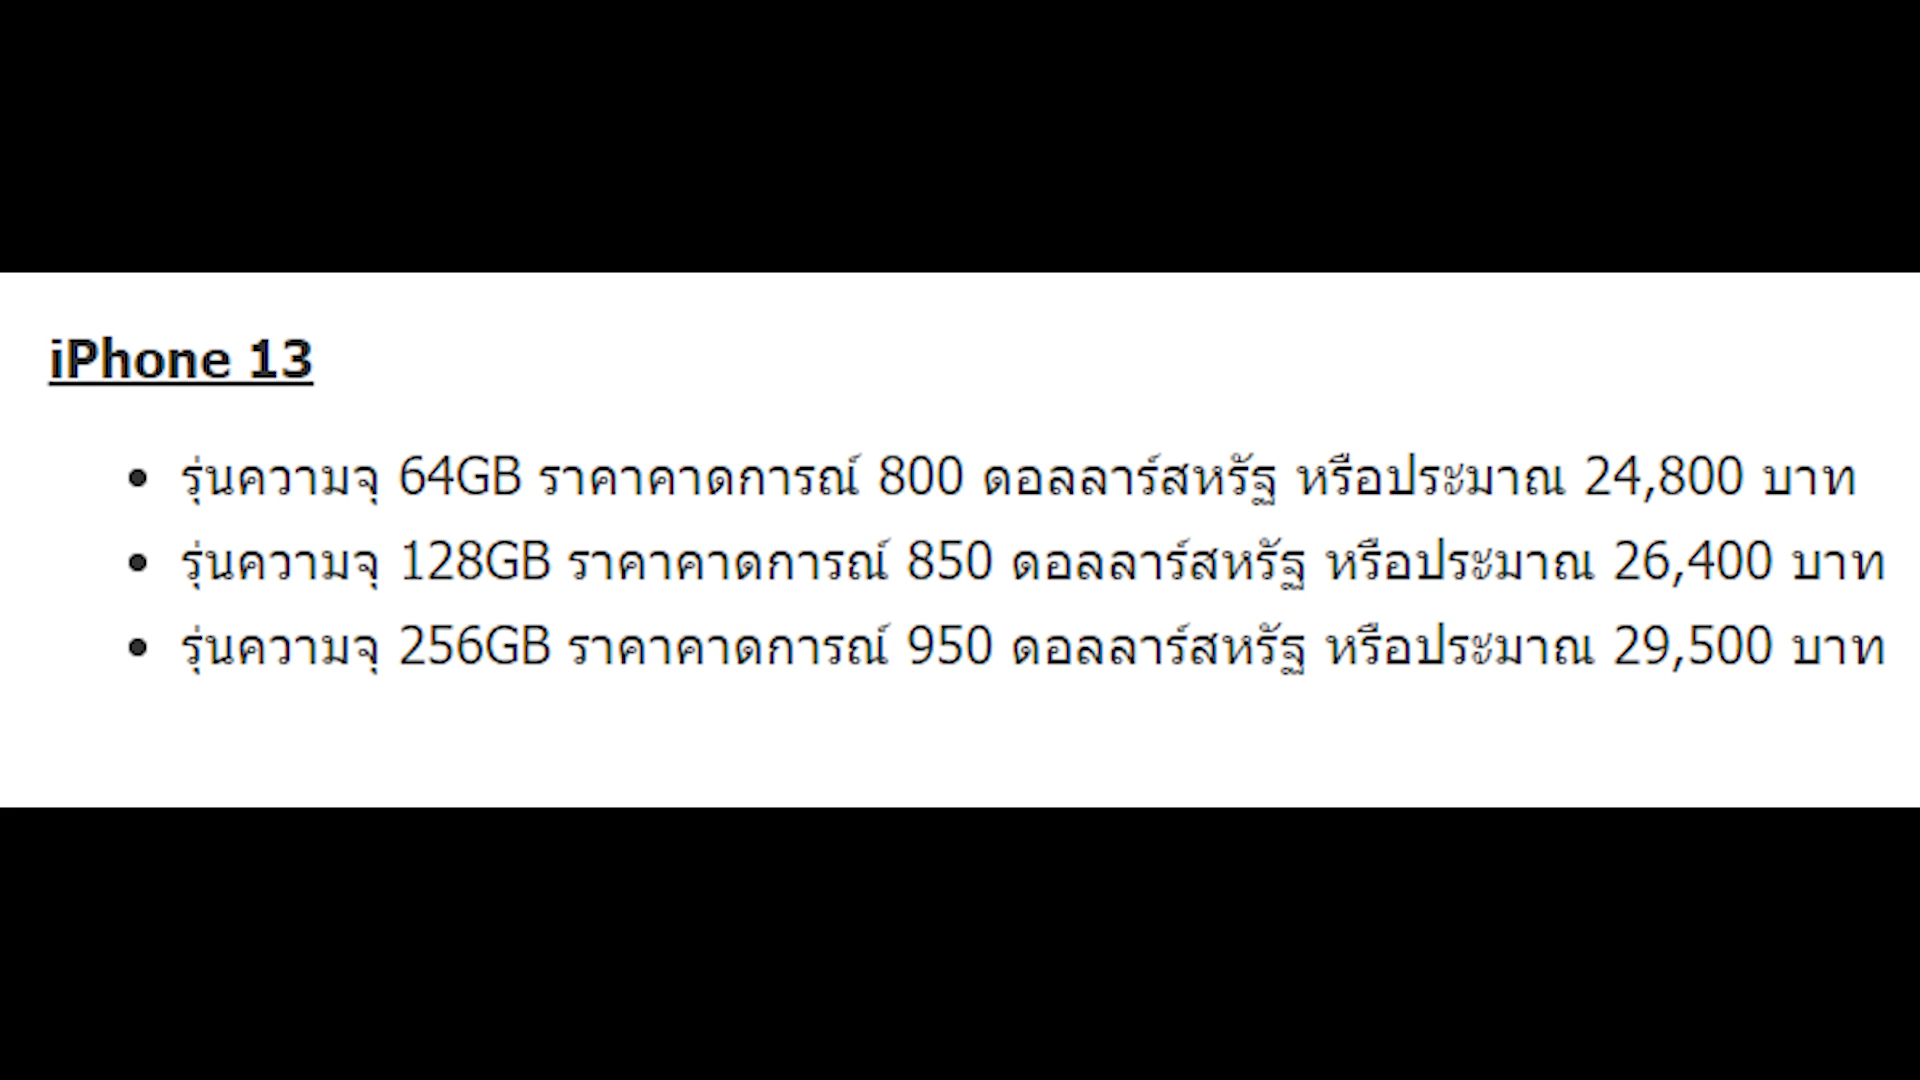 iPhone 13
• รุ่นความจุ 64GB ราคาคาดการณ์ 800 ดอลลาร์สหรัฐ หรือประมาณ 24,800 บาท
• รุ่นความจุ 128GB ราคาคาดการณ์ 850 ดอลลาร์สหรัฐ หรือประมาณ 26,400 บาท
• รุ่นความจุ 256GB ราคาคาดการณ์ 950 ดอลลาร์สหรัฐ หรือประมาณ 29,500 บาท